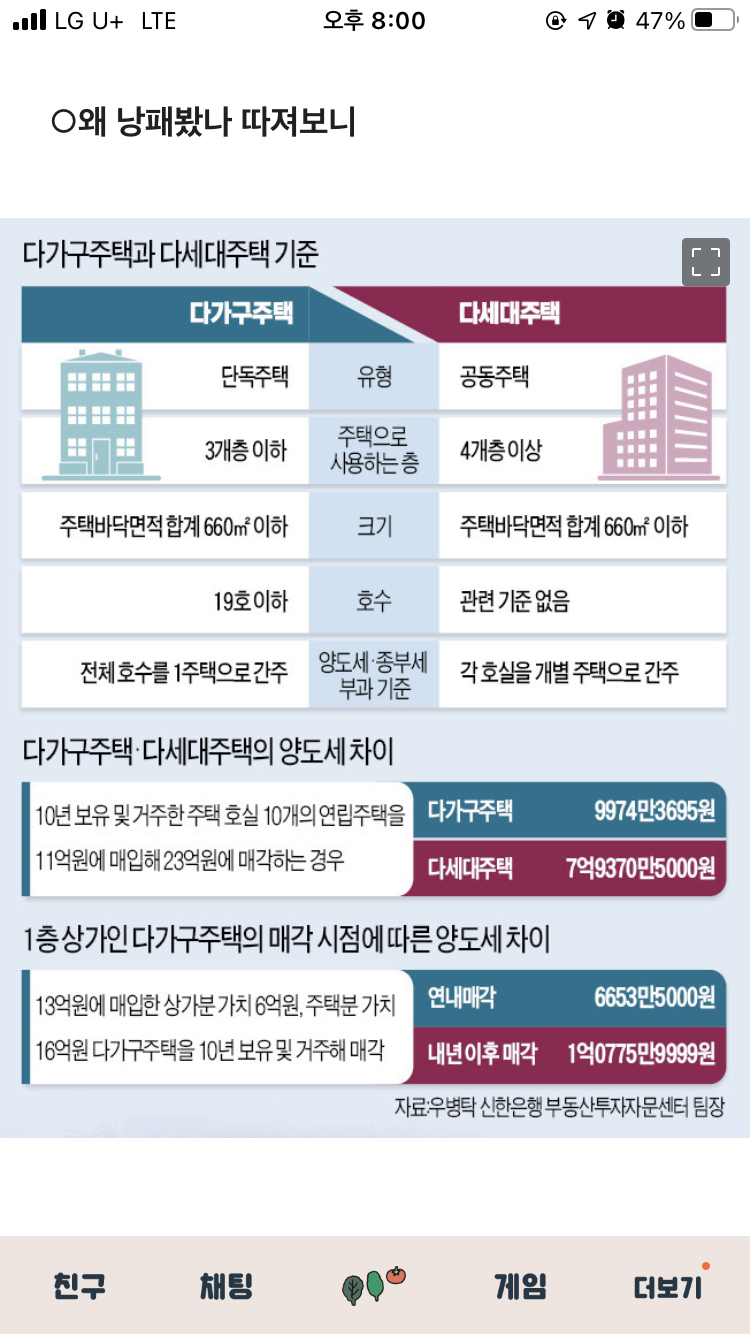 LG U+ LTE 오후 8:00 47%
○왜 낭패봤나 따져보니
다가구주택과 다세대주택 기준
다가구주택 다세대주택
단독주택 유형 공동주택
3개층 이하 주택으로 사용하는 층 4개층 이상
주택바닥면적 합계 660㎡ 이하 크기 주택바닥면적 합계 660㎡ 이하
19호 이하 호수 관련 기준 없음
전체 호수를 1주택으로 간주 양도세·종부세 부과 기준 각 호실을 개별 주택으로 간주
다가구주택·다세대주택의 양도세 차이
10년 보유 및 거주한 주택 호실 10개의 연립주택을
11억원에 매입해 23억원에 매각하는 경우
다가구주택 9974만3695원
다세대주택 7억9370만5000원
1층 상가인 다가구주택의 매각 시점에 따른 양도세 차이
13억원에 매입한 상가분 가치 6억원, 주택분 가치
16억원 다가구주택을 10년 보유 및 거주해 매각
연내매각 6653만5000원
내년 이후 매각 1억0775만9999원
자료:우병탁 신한은행 부동산투자자문센터 팀장
친구 채팅 게임 더보기